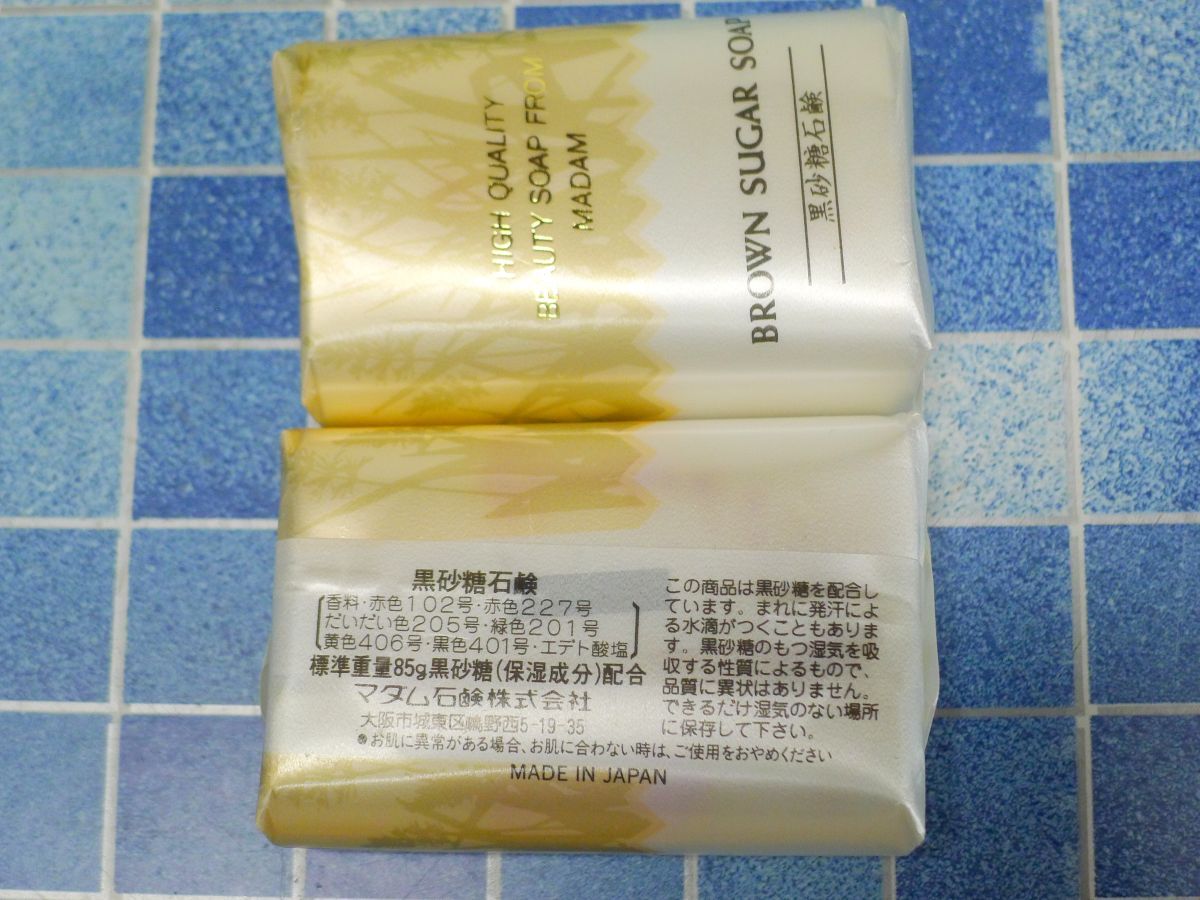 HIGH QUALITY
BEAUTY SOAP FROM
MADAM
BROWN SUGAR SOAP
黒砂糖石鹸
黒砂糖石鹸
香料・赤色102号・赤色227号
だいだい色205号・緑色201号
黄色406号・黒色401号・エデト酸塩
標準重量85g黒砂糖(保湿成分)配合
マダム石鹸株式会社
大阪市城東区鴫野西5-19-35
※お肌に異常がある場合、お肌に合わない時は、ご使用をおやめください
MADE IN JAPAN
この商品は黒砂糖を配合し
ています。まれに発汗によ
る水滴がつくこともありま
す。黒砂糖のもつ湿気を吸
収する性質によるもので、
品質に異状はありません。
できるだけ湿気のない場所
に保存して下さい。